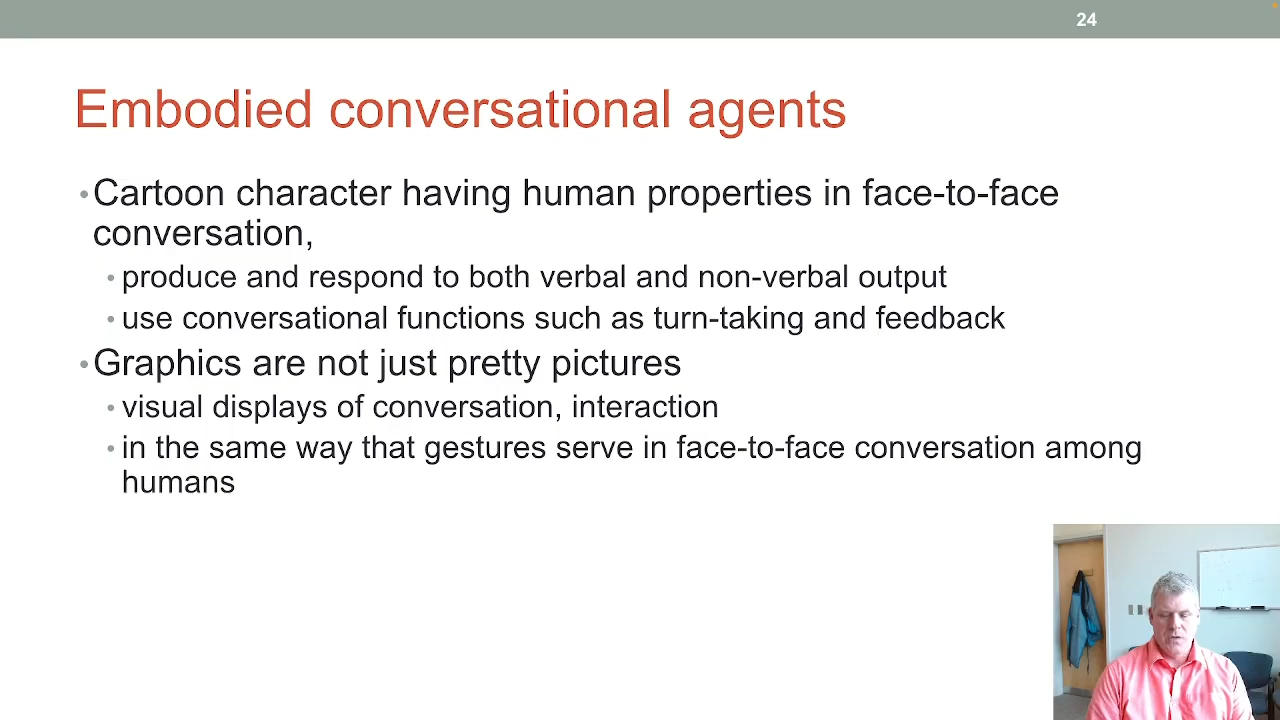 24
Embodied conversational agents
•Cartoon character having human properties in face-to-face
conversation,
• produce and respond to both verbal and non-verbal output
• use conversational functions such as turn-taking and feedback
•Graphics are not just pretty pictures
• visual displays of conversation, interaction
• in the same way that gestures serve in face-to-face conversation among
humans